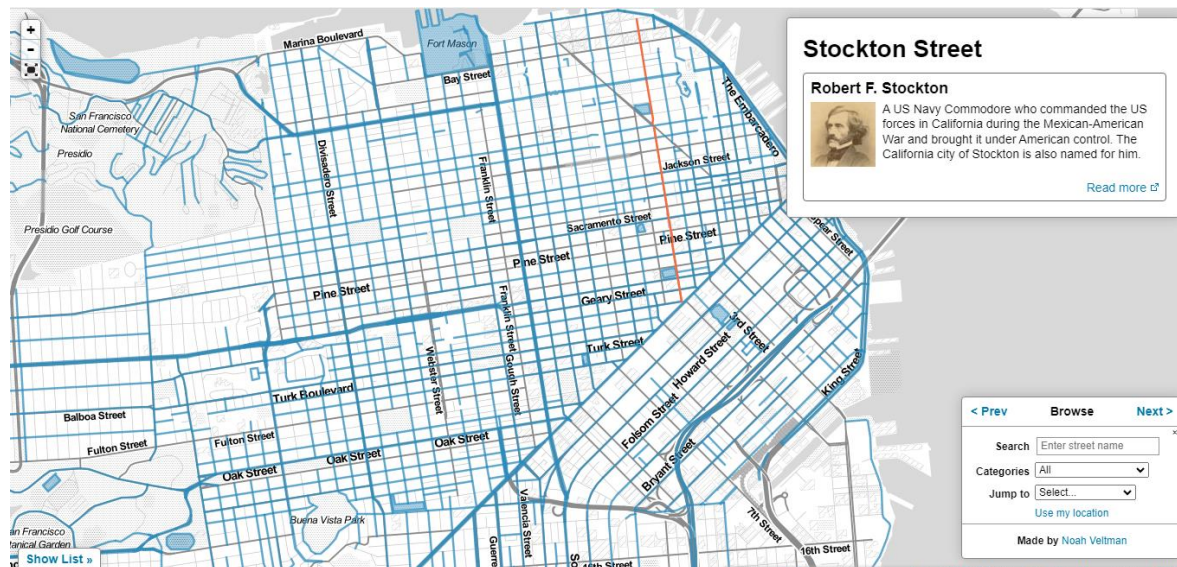 +
-
Marina Boulevard
Fort Mason
Bay Street
The Embarcadero
San Francisco
National Cemetery
Presidio
Divisadero Street
Franklin Street
Jackson Street
Presidio Golf Course
Sacramento Street
Pine Street
Pine Street
Pine Street
Spear Street
Geary Street
Franklin Street
Gough Street
Webster Street
Turk Street
3rd Street
Howard Street
King Street
Turk Boulevard
Balboa Street
Folsom Street
Fulton Street
Fulton Street
Oak Street
Oak Street
Oak Street
Bryant Street
Buena Vista Park
Valencia Street
7th Street
16th Street
16th Street
San Francisco
Show List »
Stockton Street
Robert F. Stockton
A US Navy Commodore who commanded the US
forces in California during the Mexican-American
War and brought it under American control. The
California city of Stockton is also named for him.
Read more
< Prev Browse Next >
x
Search Enter street name
Categories All
Jump to Select...
Use my location
Made by Noah Veltman